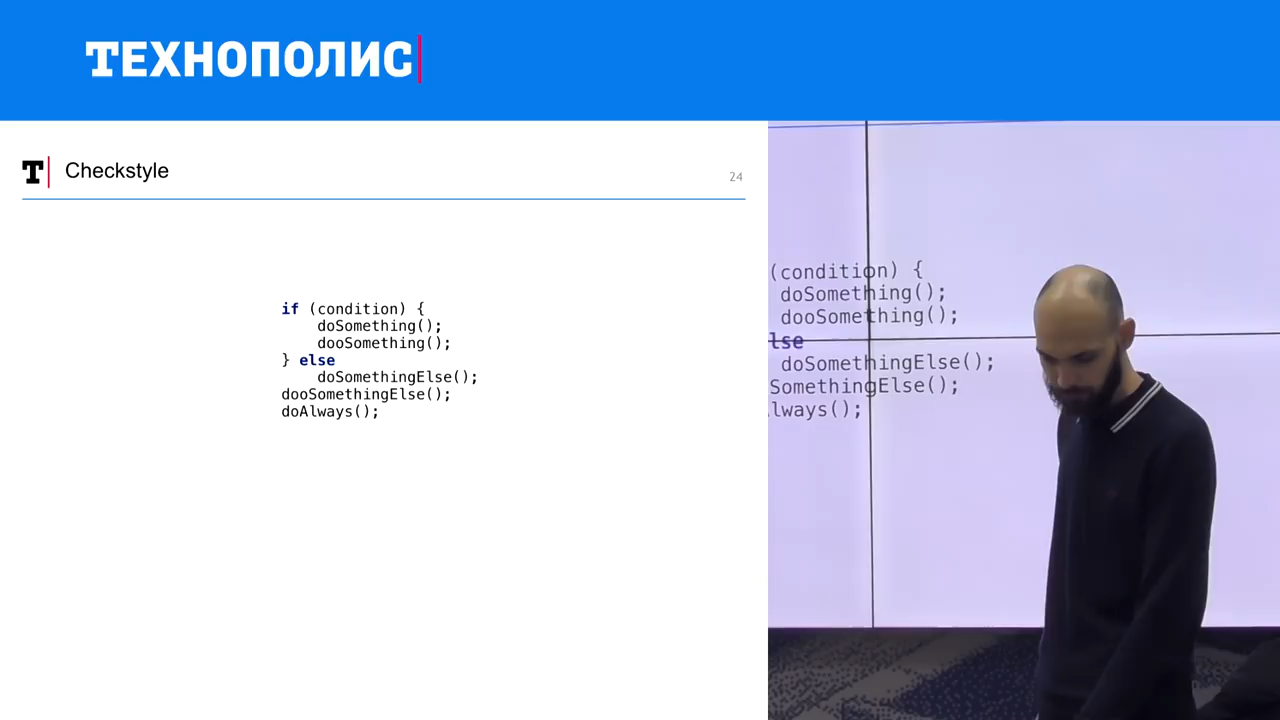 ТЕХНОПОЛИС
T Checkstyle
24
if (condition) {
    doSomething();
    dooSomething();
} else
    doSomethingElse();
dooSomethingElse();
doAlways();
(condition) {
doSomething();
dooSomething();
lse
doSomethingElse();
SomethingElse();
lways();